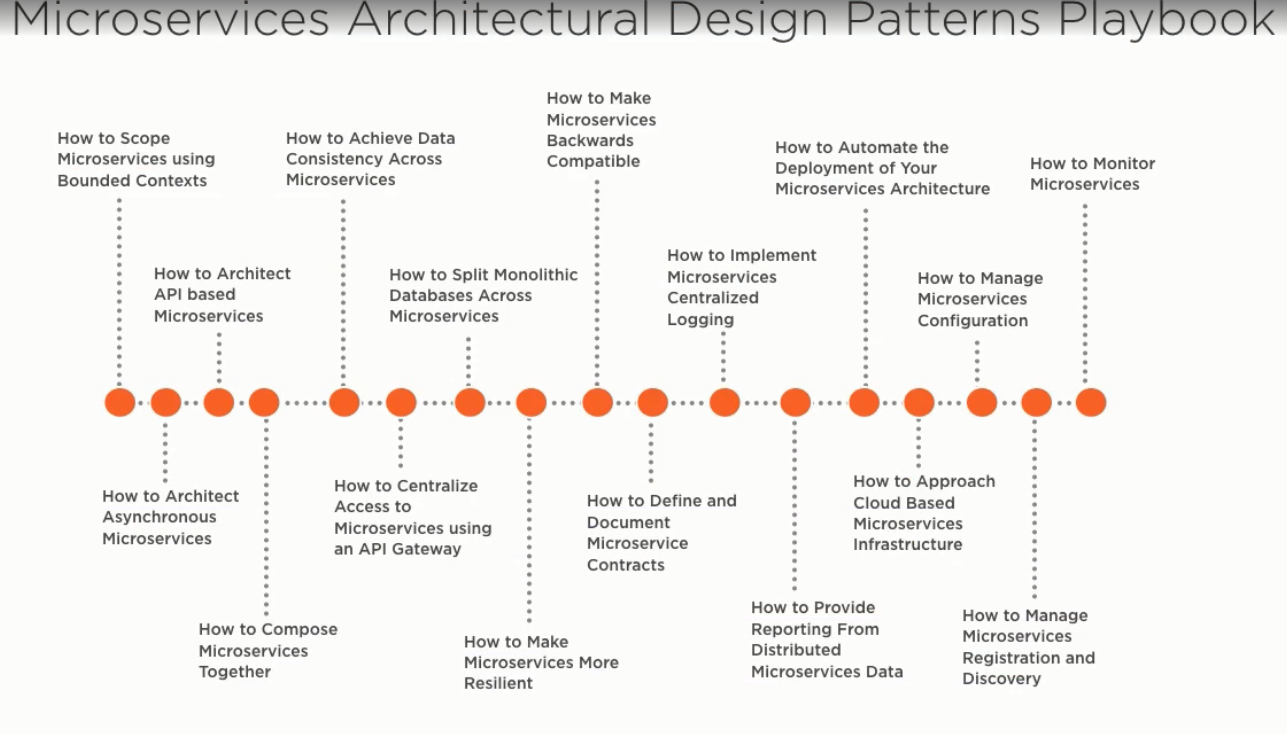 Microservices Architectural Design Patterns Playbook
How to Scope
Microservices using
Bounded Contexts
How to Architect
Asynchronous
Microservices
How to Architect
API based
Microservices
How to Compose
Microservices
Together
How to Achieve Data
Consistency Across
Microservices
How to Centralize
Access to
Microservices using
an API Gateway
How to Split Monolithic
Databases Across
Microservices
How to Make
Microservices More
Resilient
How to Make
Microservices
Backwards
Compatible
How to Define and
Document
Microservice
Contracts
How to Implement
Microservices
Centralized
Logging
How to Provide
Reporting From
Distributed
Microservices Data
How to Automate the
Deployment of Your
Microservices Architecture
How to Approach
Cloud Based
Microservices
Infrastructure
How to Manage
Microservices
Configuration
How to Manage
Microservices
Registration and
Discovery
How to Monitor
Microservices